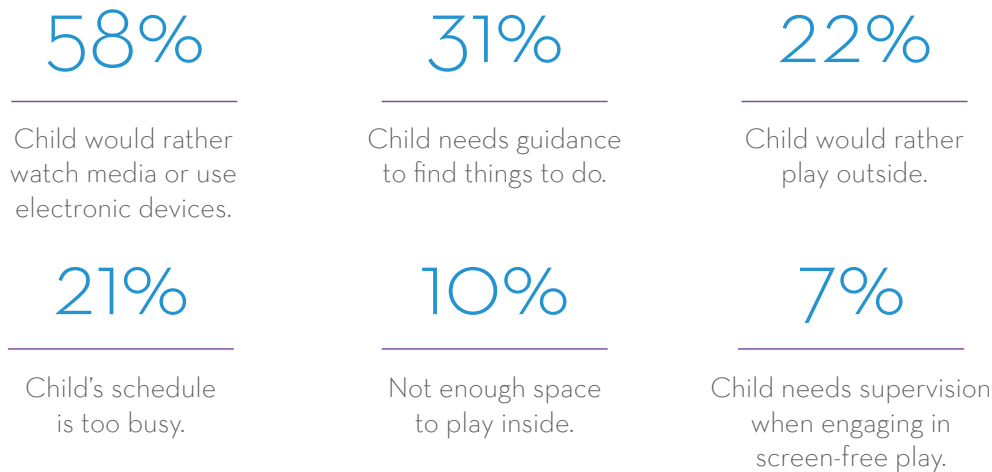 58%
Child would rather
watch media or use
electronic devices.
31%
Child needs guidance
to find things to do.
22%
Child would rather
play outside.
21%
Child's schedule
is too busy.
10%
Not enough space
to play inside.
7%
Child needs supervision
when engaging in
screen-free play.